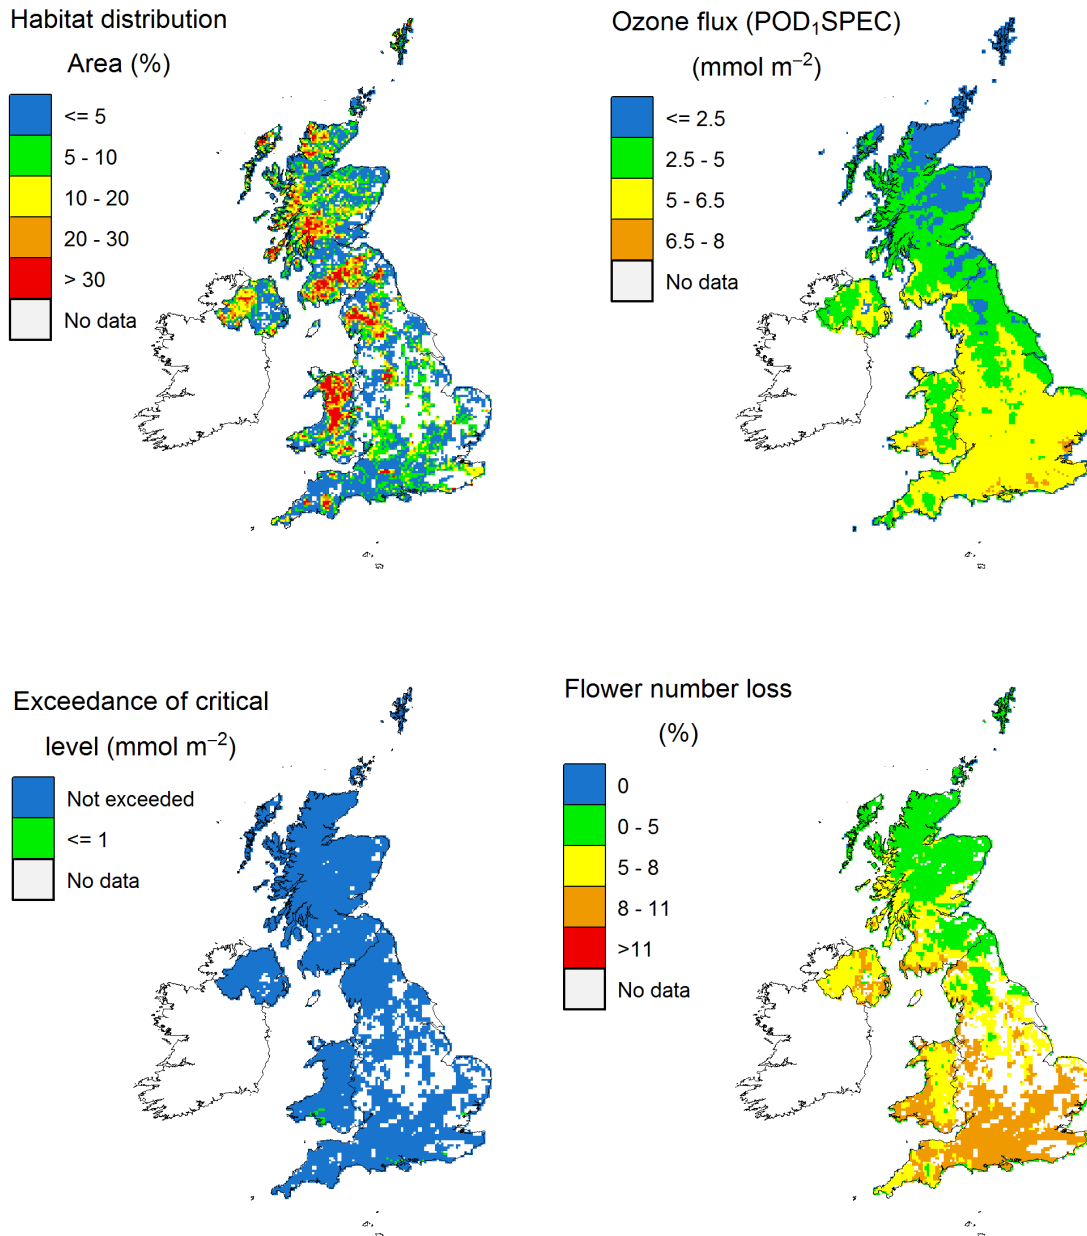 Habitat distribution
Area (%)
<= 5
5 - 10
10 - 20
20 - 30
> 30
No data
Ozone flux (POD₁SPEC)
(mmol m⁻²)
<= 2.5
2.5 - 5
5 - 6.5
6.5 - 8
No data
Exceedance of critical
level (mmol m⁻²)
Not exceeded
<= 1
No data
Flower number loss
(%)
0
0 - 5
5 - 8
8 - 11
>11
No data